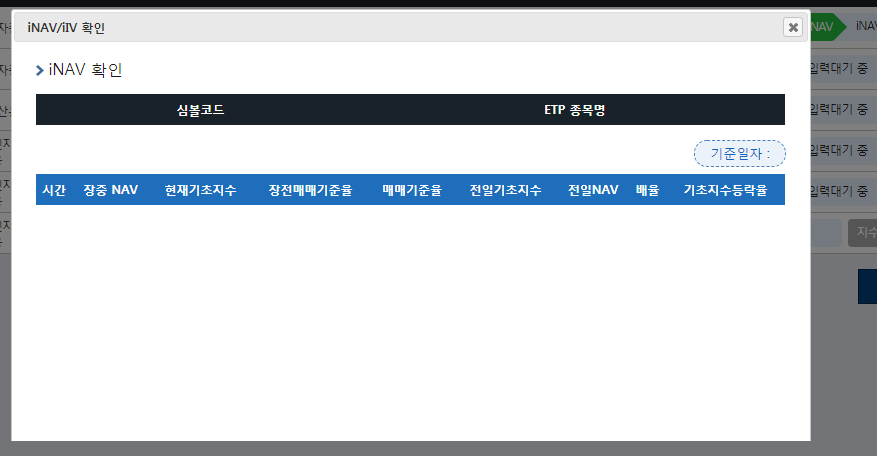 iNAV/iIV 확인
iNAV 확인
심볼코드 ETP 종목명
기준일자 :
시간 장중 NAV 현재기초지수 장전매매기준율 매매기준율 전일기초지수 전일NAV 배율 기초지수등락율
NAV
입력대기 중
입력대기 중
입력대기 중
입력대기 중